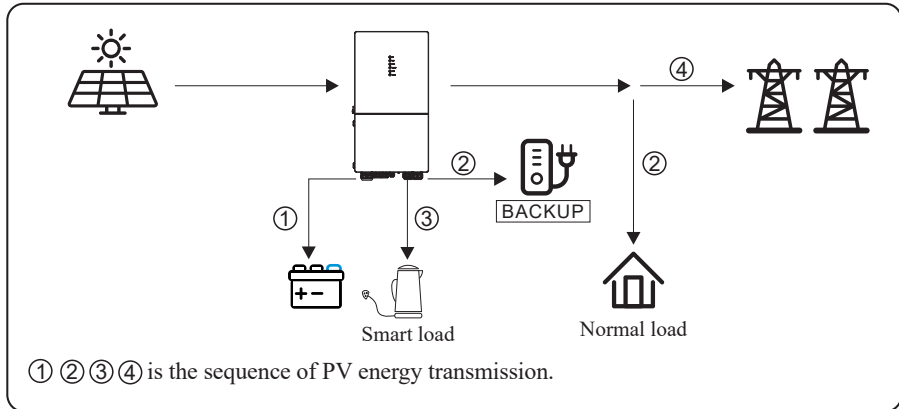 ④
②
②
BACKUP
①
③
+ −
Smart load
Normal load
① ② ③ ④ is the sequence of PV energy transmission.